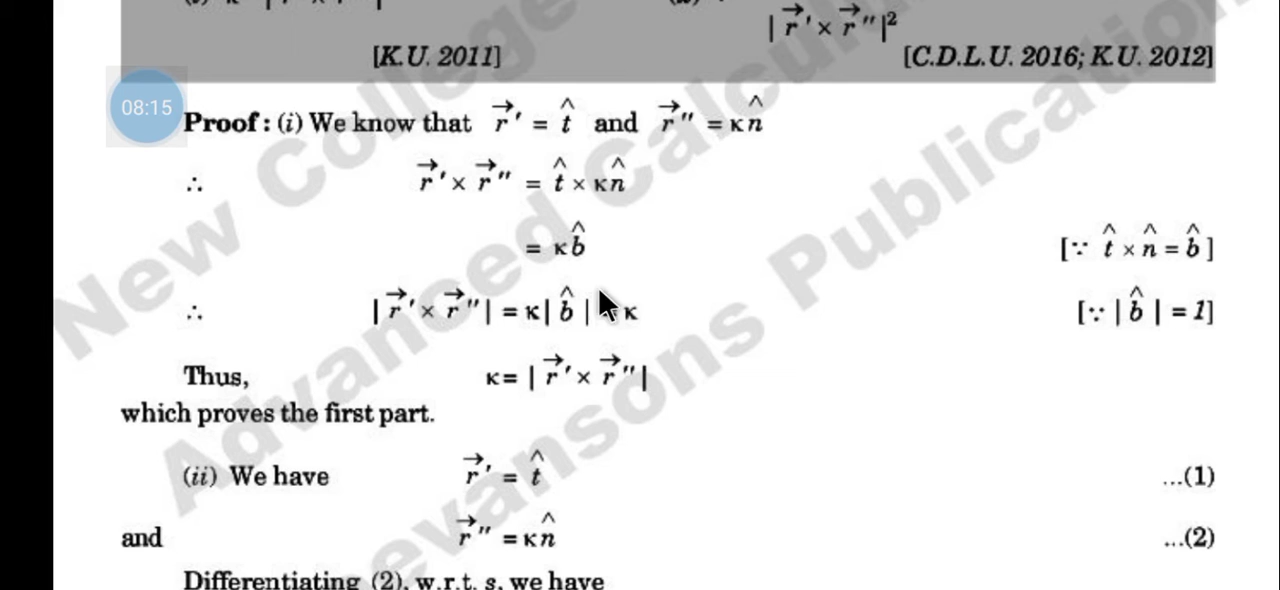 | r⃗ ′ × r⃗ ″ |²
[K.U. 2011] [C.D.L.U. 2016; K.U. 2012]
08:15
Proof : (i) We know that r⃗ ′ = t̂ and r⃗ ″ = κn̂
∴ r⃗ ′ × r⃗ ″ = t̂ × κn̂
= κb̂ [∵ t̂ × n̂ = b̂ ]
∴ | r⃗ ′ × r⃗ ″ | = κ| b̂ | κ [∵ | b̂ | = 1]
Thus, κ = | r⃗ ′ × r⃗ ″ |
which proves the first part.
(ii) We have r⃗ ′ = t̂ ...(1)
and r⃗ ″ = κn̂ ...(2)
Differentiating (2), w.r.t. s, we have
New College
Advanced Calculu
evansons Publication